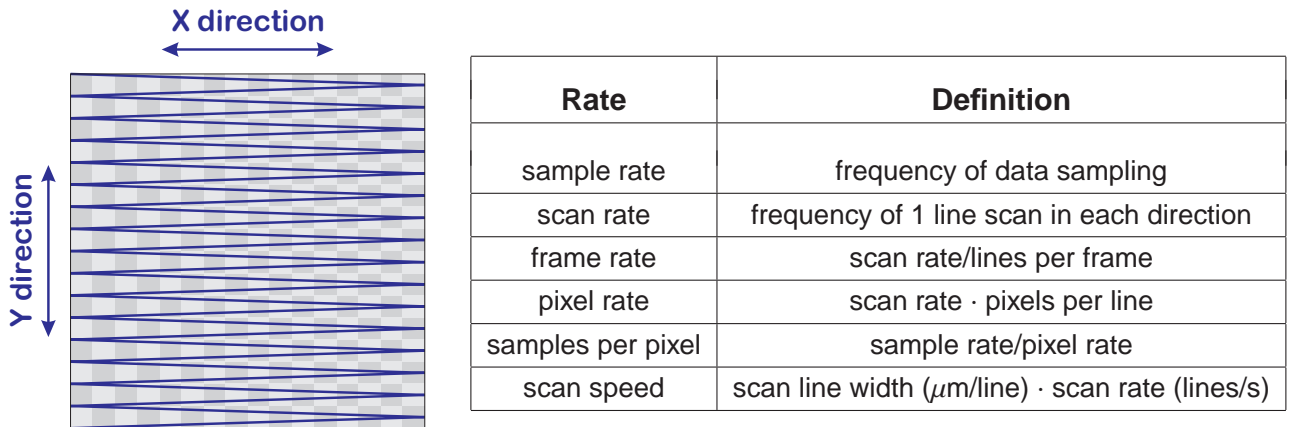 X direction
Y direction
Rate Definition
sample rate frequency of data sampling
scan rate frequency of 1 line scan in each direction
frame rate scan rate/lines per frame
pixel rate scan rate · pixels per line
samples per pixel sample rate/pixel rate
scan speed scan line width (μm/line) · scan rate (lines/s)